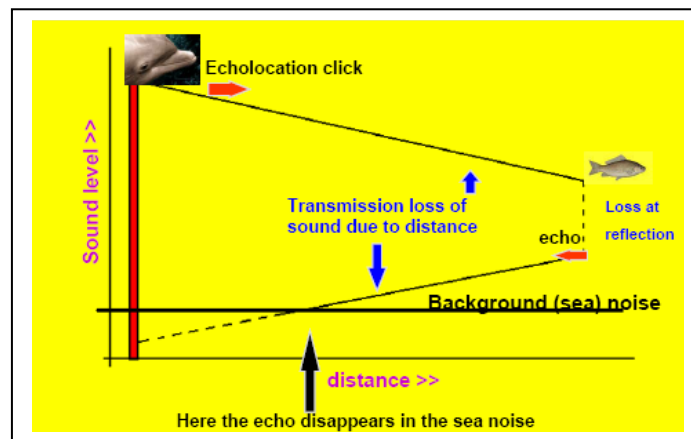 Echolocation click
Sound level >>
Transmission loss of
sound due to distance
Loss at
reflection
echo
Background (sea) noise
distance >>
Here the echo disappears in the sea noise